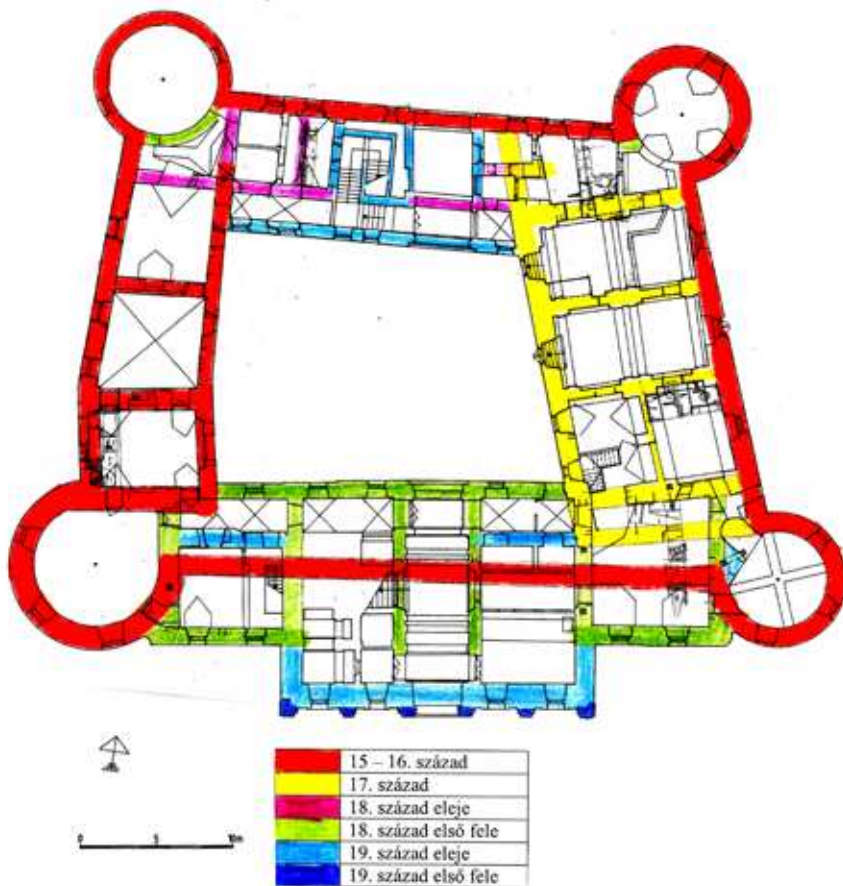 0 5 10m
15 – 16. század
17. század
18. század eleje
18. század első fele
19. század eleje
19. század első fele